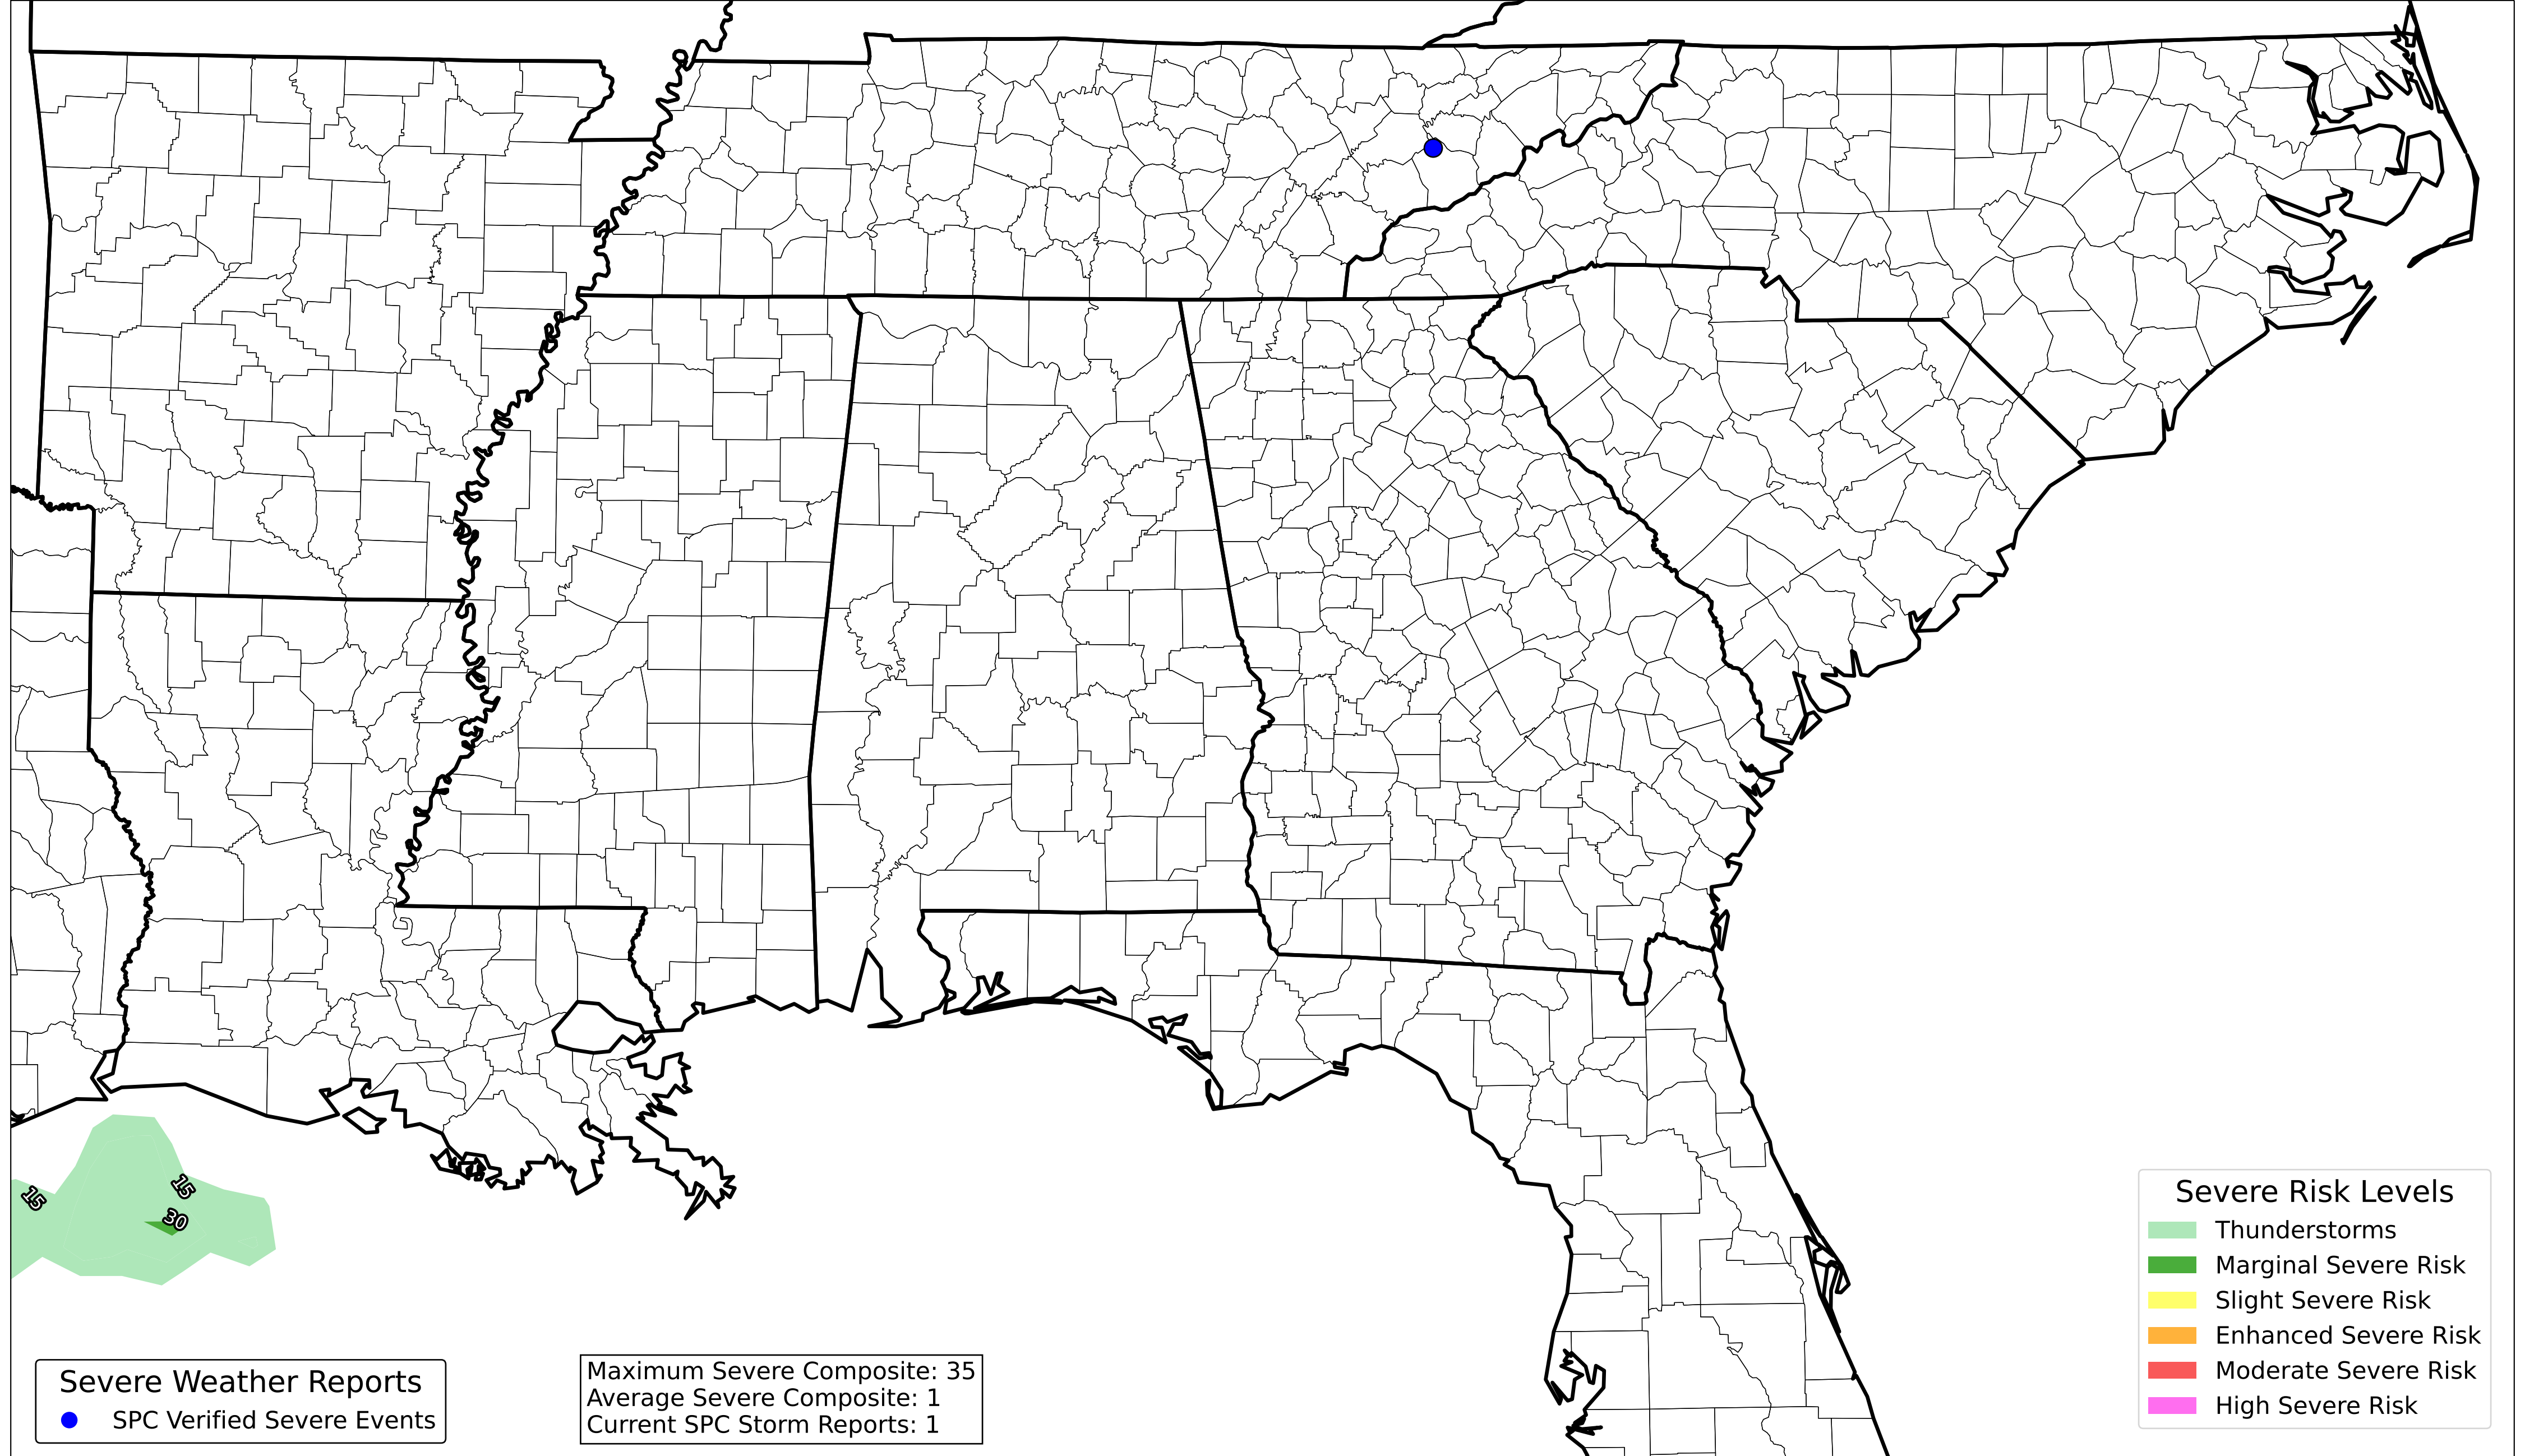 15
15
30
Severe Risk Levels
Thunderstorms
Marginal Severe Risk
Slight Severe Risk
Enhanced Severe Risk
Moderate Severe Risk
High Severe Risk
Severe Weather Reports
SPC Verified Severe Events
Maximum Severe Composite: 35
Average Severe Composite: 1
Current SPC Storm Reports: 1